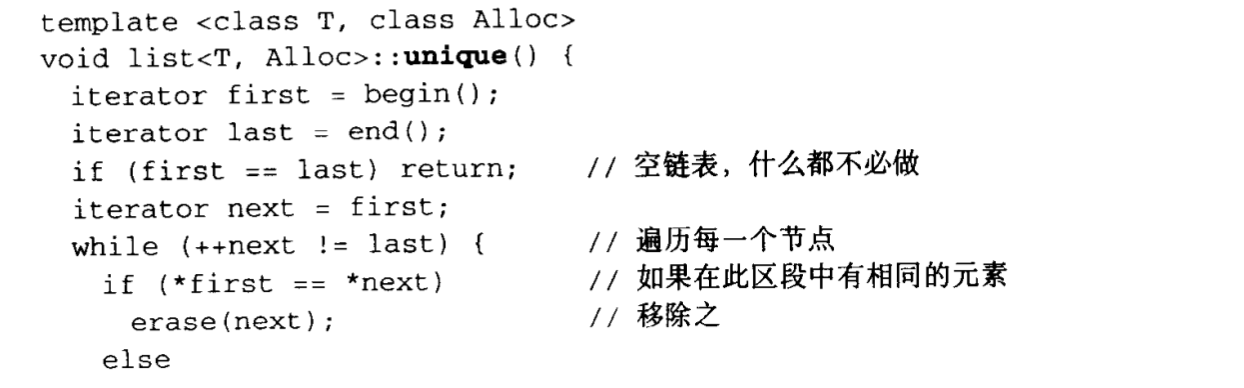 template <class T, class Alloc>
void list<T, Alloc>::unique() {
iterator first = begin();
iterator last = end();
if (first == last) return; // 空链表，什么都不必做
iterator next = first;
while (++next != last) { // 遍历每一个节点
if (*first == *next) // 如果在此区段中有相同的元素
erase(next); // 移除之
else